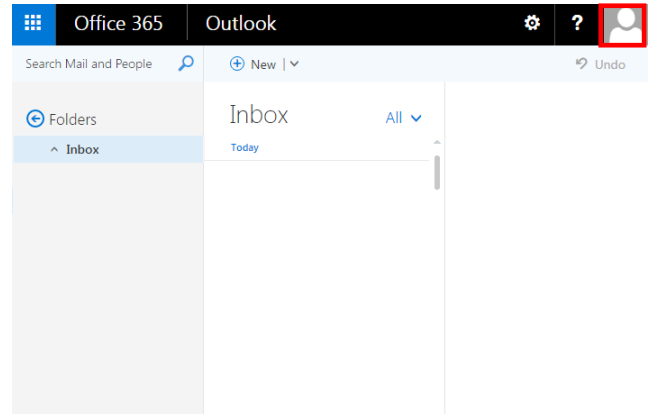 Office 365 Outlook ?
Search Mail and People New Undo
Folders
Inbox
Inbox All
Today